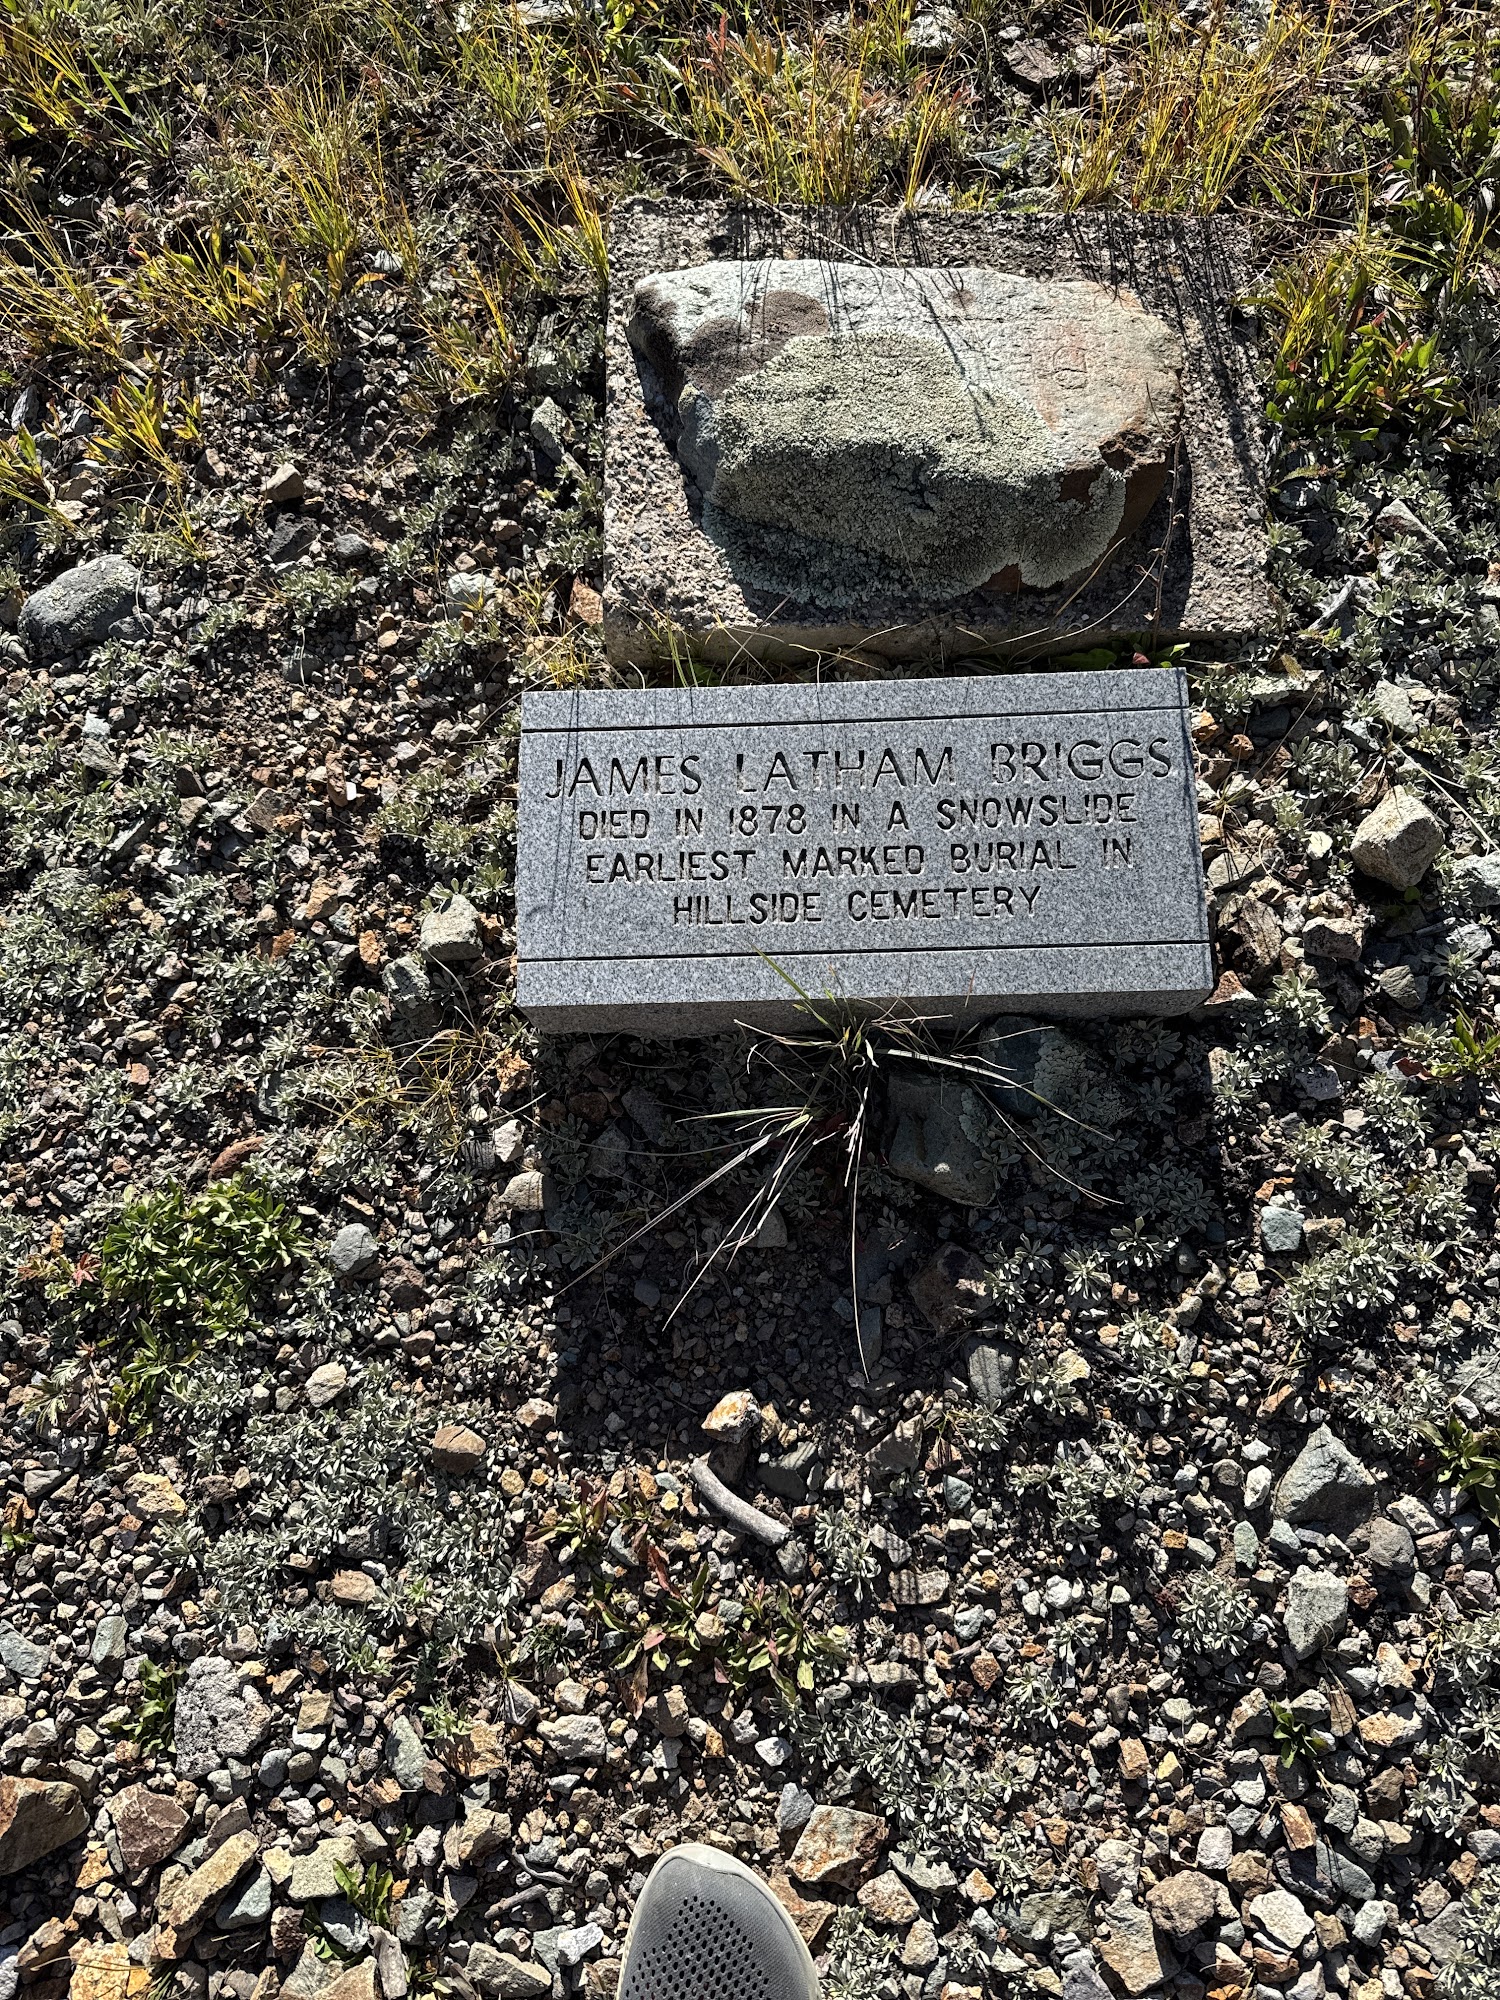 JAMES LATHAM BRIGGS
DIED IN 1878 IN A SNOWSLIDE
EARLIEST MARKED BURIAL IN
HILLSIDE CEMETERY